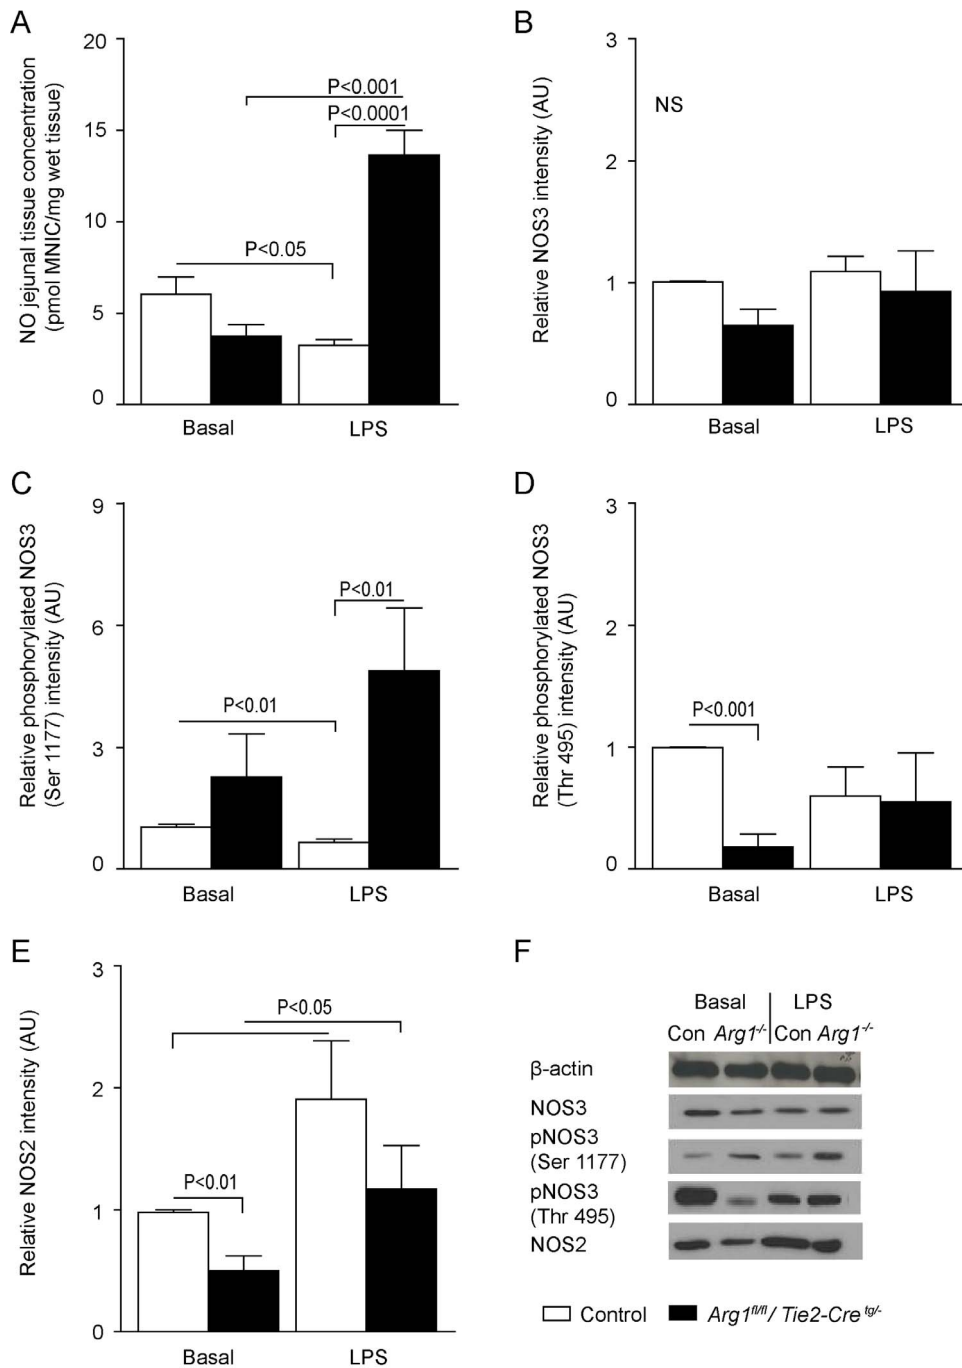 A
NO jejunal tissue concentration
(pmol MNIC/mg wet tissue)
20
15
10
5
0
P<0.001
P<0.0001
P<0.05
Basal
LPS
B
Relative NOS3 intensity (AU)
3
2
1
0
NS
Basal
LPS
C
Relative phosphorylated NOS3
(Ser 1177) intensity (AU)
9
6
3
0
P<0.01
P<0.01
Basal
LPS
D
Relative phosphorylated NOS3
(Thr 495) intensity (AU)
3
2
1
0
P<0.001
Basal
LPS
E
Relative NOS2 intensity (AU)
3
2
1
0
P<0.05
P<0.01
Basal
LPS
F
Basal LPS
Con Arg1-/- Con Arg1-/-
β-actin
NOS3
pNOS3
(Ser 1177)
pNOS3
(Thr 495)
NOS2
Control
Arg1fl/fl/ Tie2-Cre tg/-